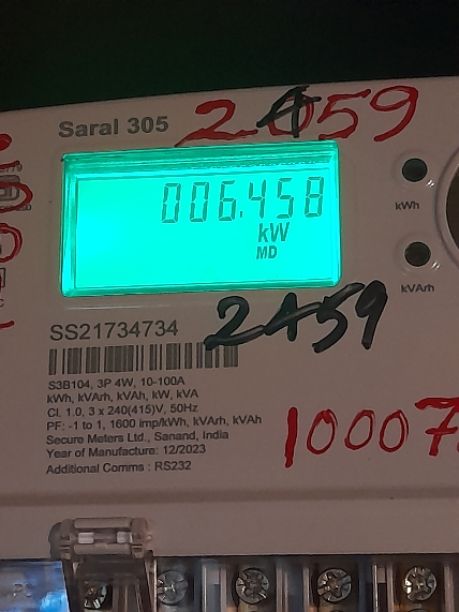 Saral 305
2459
006.458
kW
MD
kWh
kVArh
2459
SS21734734
S3B104, 3P 4W, 10-100A
kWh, kVArh, kVAh, kW, kVA
Cl. 1.0, 3 x 240(415)V, 50Hz
PF: -1 to 1, 1600 imp/kWh, kVArh, kVAh
Secure Meters Ltd., Sanand, India
Year of Manufacture: 12/2023
Additional Comms : RS232
10007